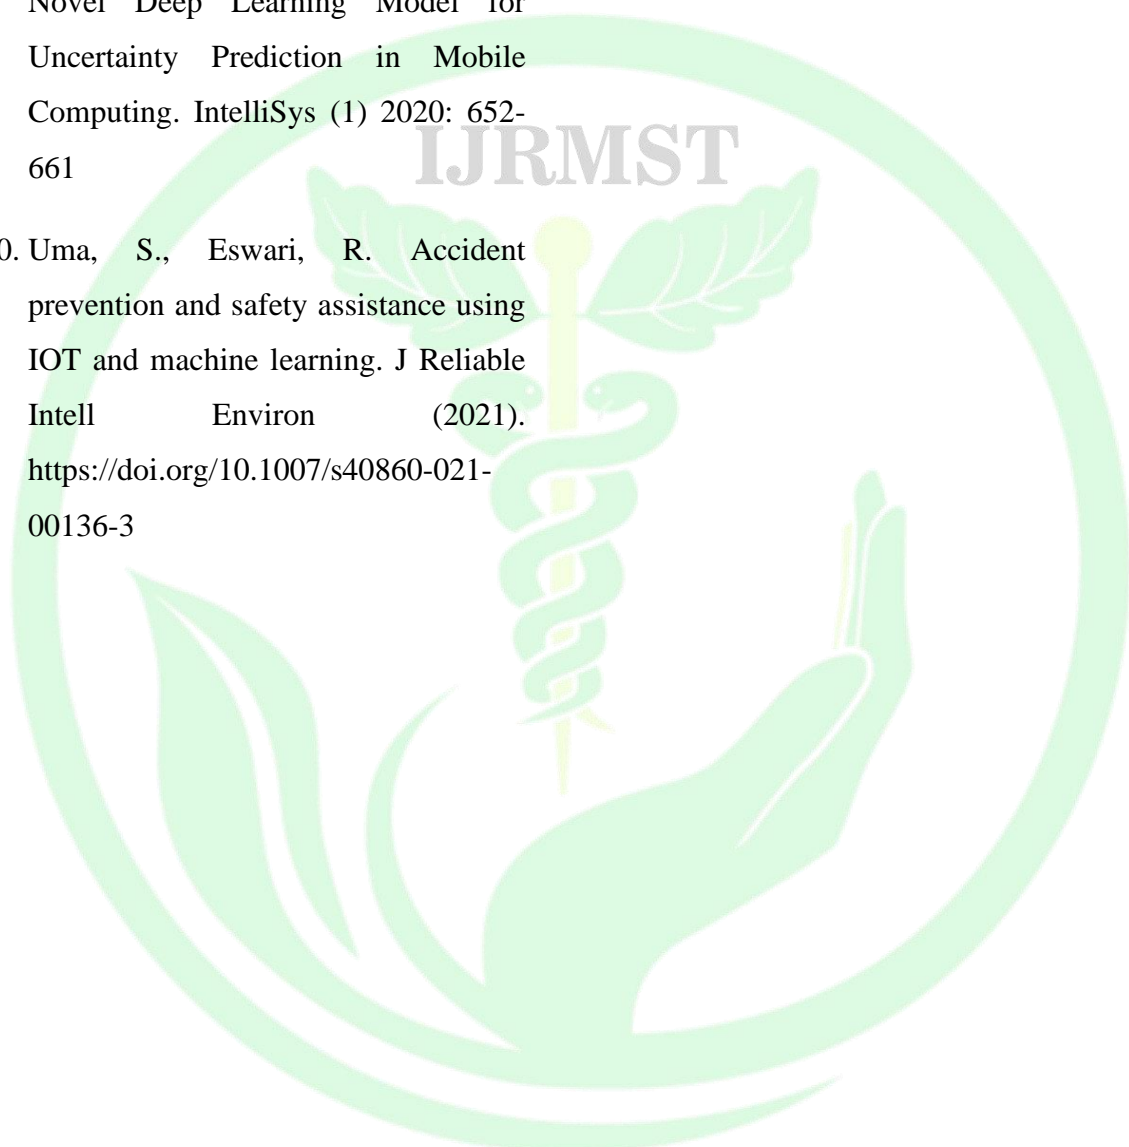 Novel Deep Learning Model for
Uncertainty Prediction in Mobile
Computing. IntelliSys (1) 2020: 652-
661
IJRMST
0. Uma, S., Eswari, R. Accident
prevention and safety assistance using
IOT and machine learning. J Reliable
Intell Environ (2021).
https://doi.org/10.1007/s40860-021-
00136-3